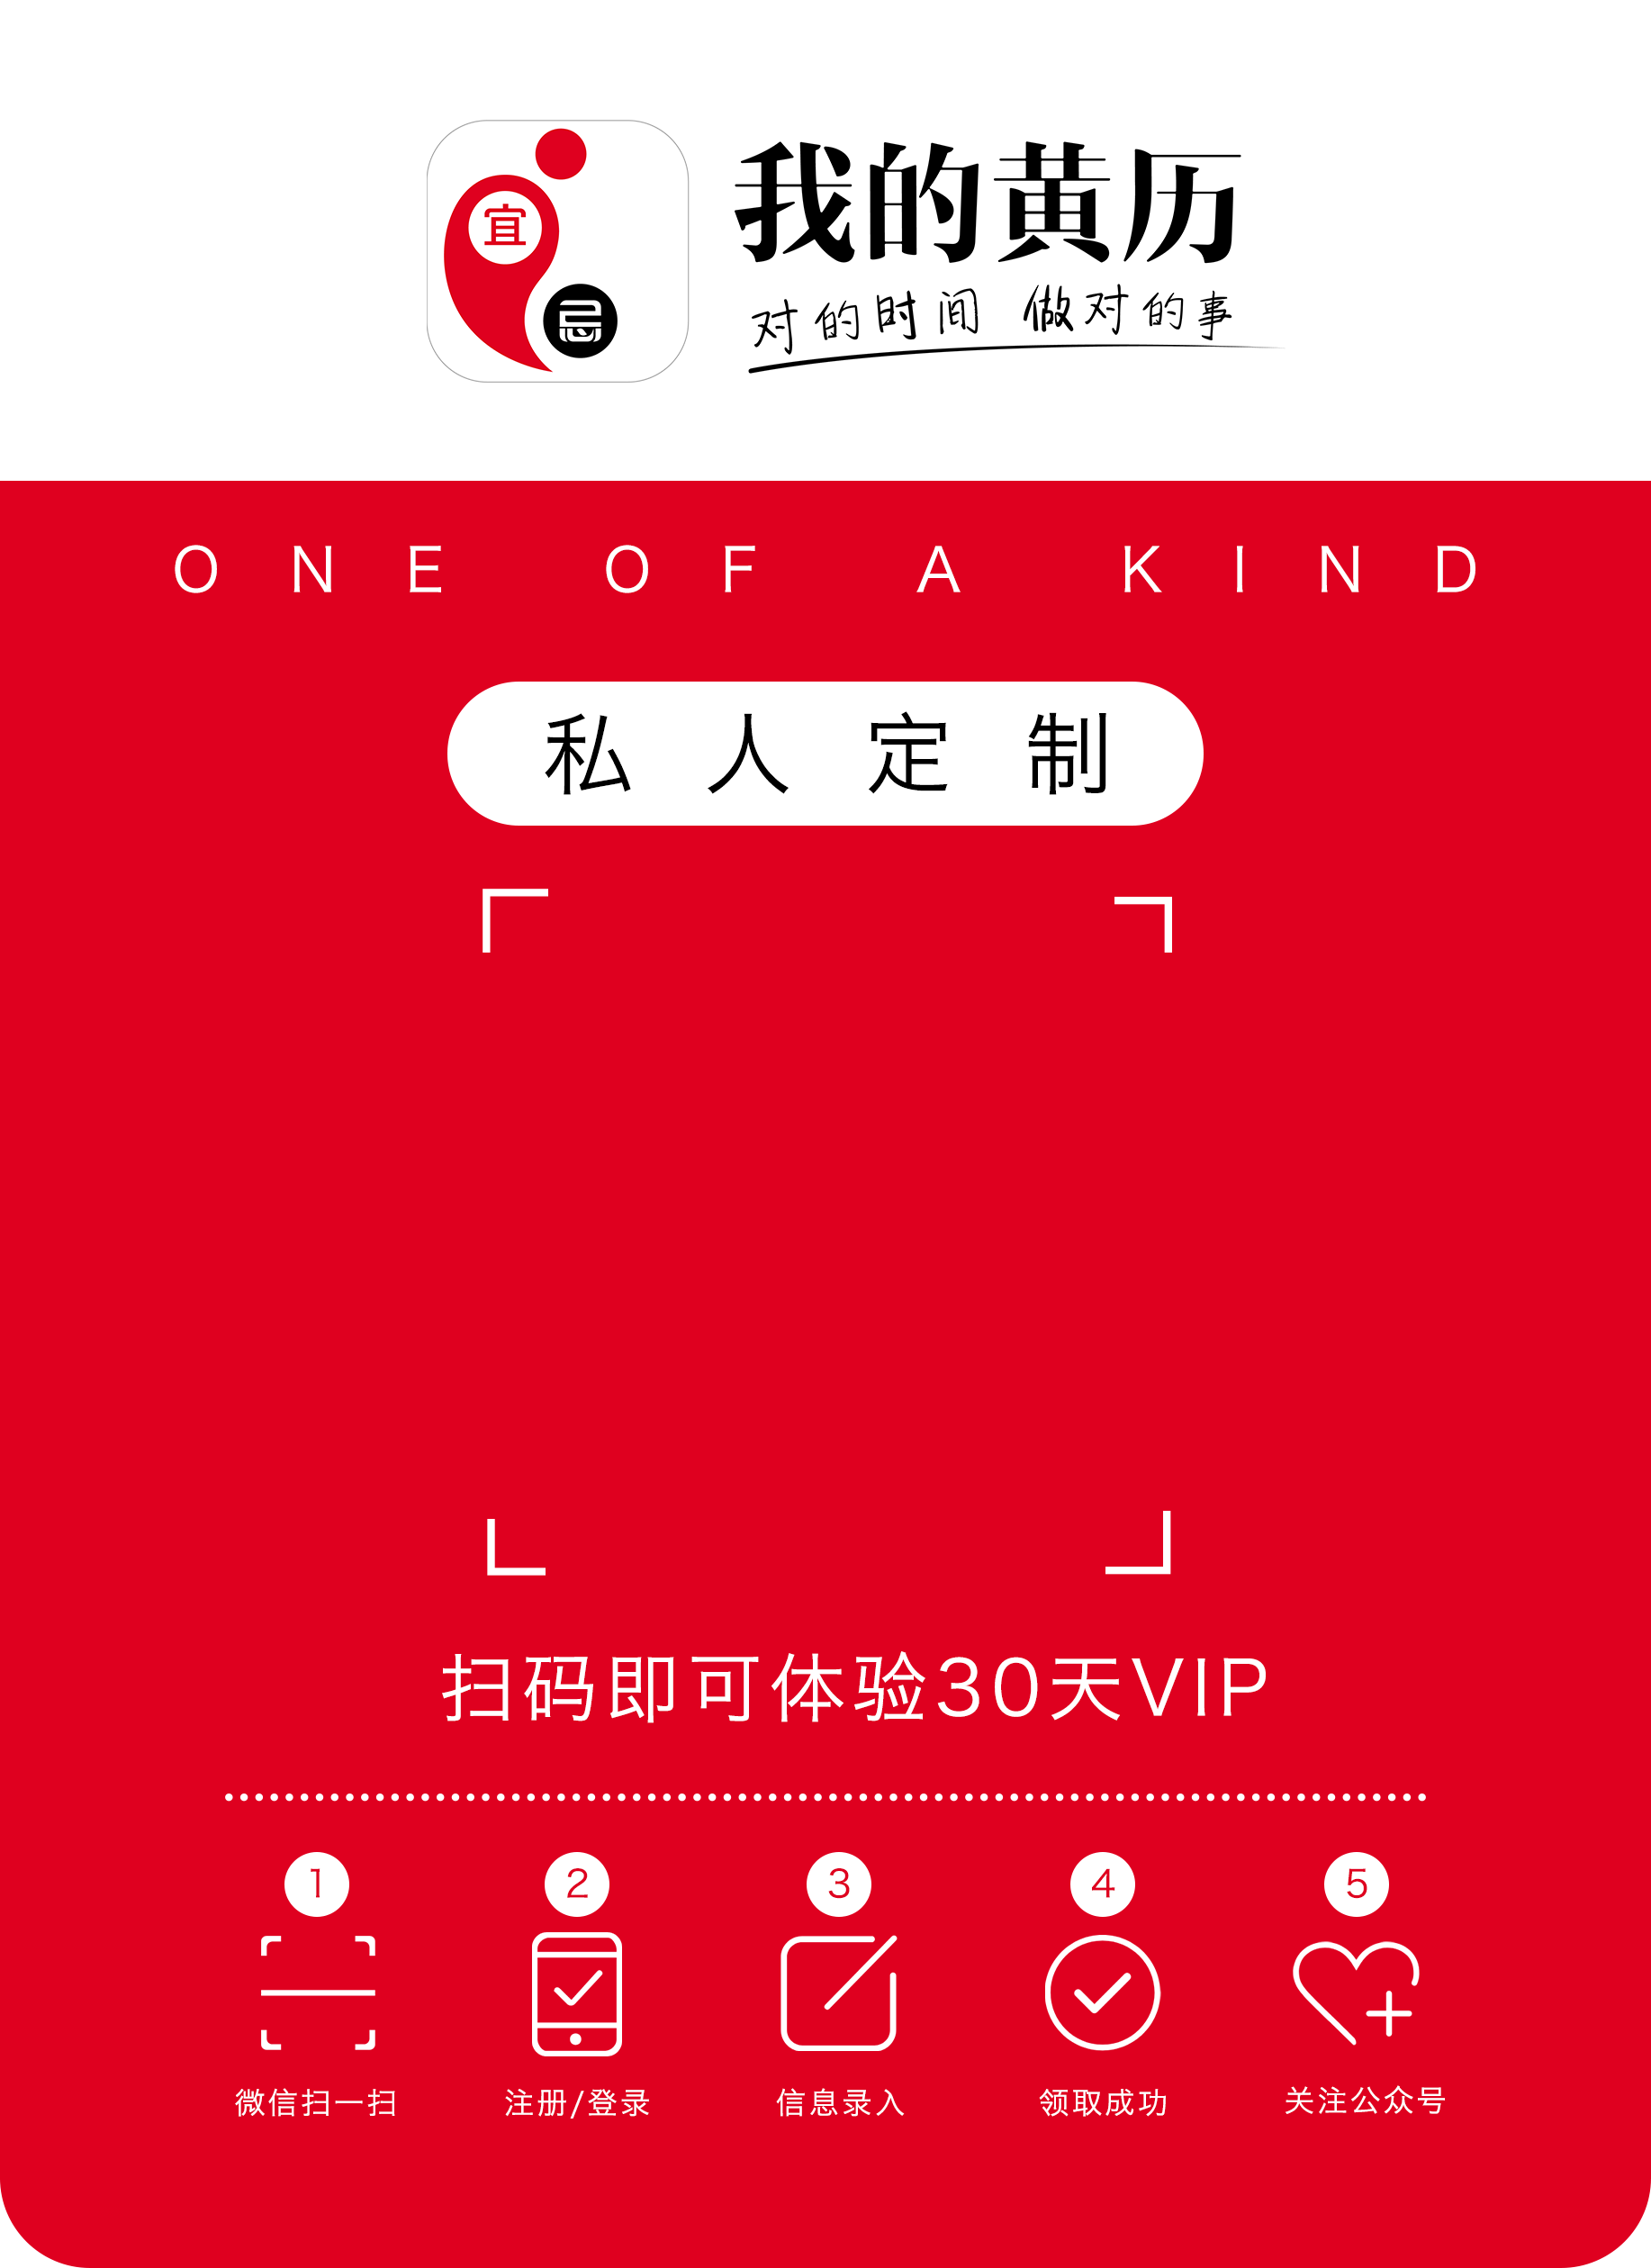 宜
忌
我的黄历
对的时间 做对的事
ONE OF A KIND
私人定制
扫码即可体验30天VIP
1 2 3 4 5
微信扫一扫 注册/登录 信息录入 领取成功 关注公众号